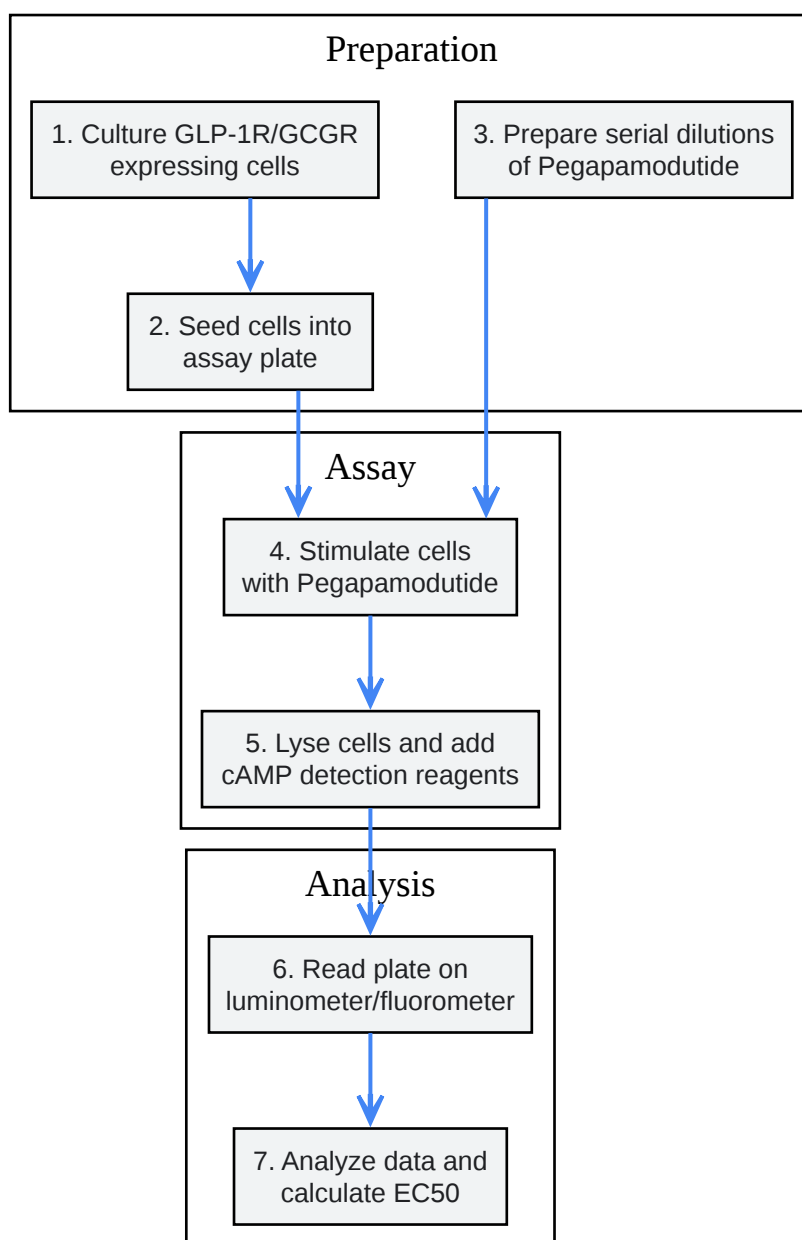 Preparation
1. Culture GLP-1R/GCGR
expressing cells
3. Prepare serial dilutions
of Pegapamodutide
2. Seed cells into
assay plate
Assay
4. Stimulate cells
with Pegapamodutide
5. Lyse cells and add
cAMP detection reagents
Analysis
6. Read plate on
luminometer/fluorometer
7. Analyze data and
calculate EC50